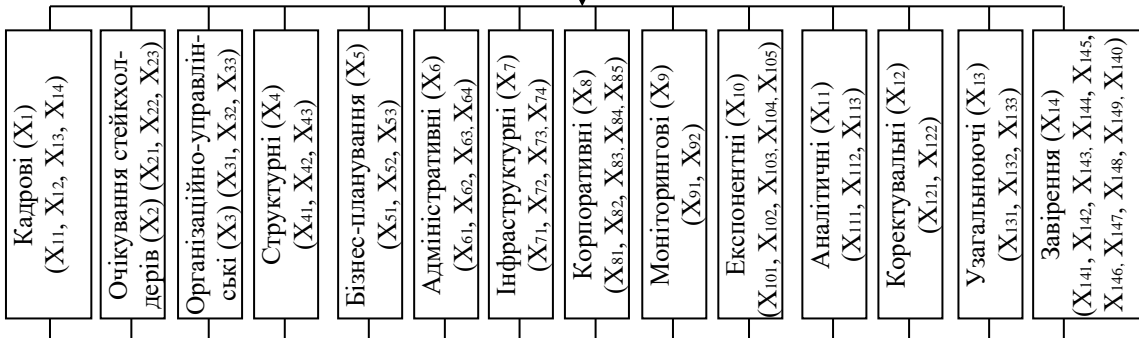 Кадрові (X1)
(X11, X12, X13, X14)
Очікування стейкхол-
дерів (X2) (X21, X22, X23)
Організаційно-управлін-
ські (X3) (X31, X32, X33)
Структурні (X4)
(X41, X42, X43)
Бізнес-планування (X5)
(X51, X52, X53)
Адміністративні (X6)
(X61, X62, X63, X64)
Інфраструктурні (X7)
(X71, X72, X73, X74)
Корпоративні (X8)
(X81, X82, X83, X84, X85)
Моніторингові (X9)
(X91, X92)
Експонентні (X10)
(X101, X102, X103, X104, X105)
Аналітичні (X11)
(X111, X112, X113)
Коректувальні (X12)
(X121, X122)
Узагальнюючі (X13)
(X131, X132, X133)
Завірення (X14)
(X141, X142, X143, X144, X145,
X146, X147, X148, X149, X140)